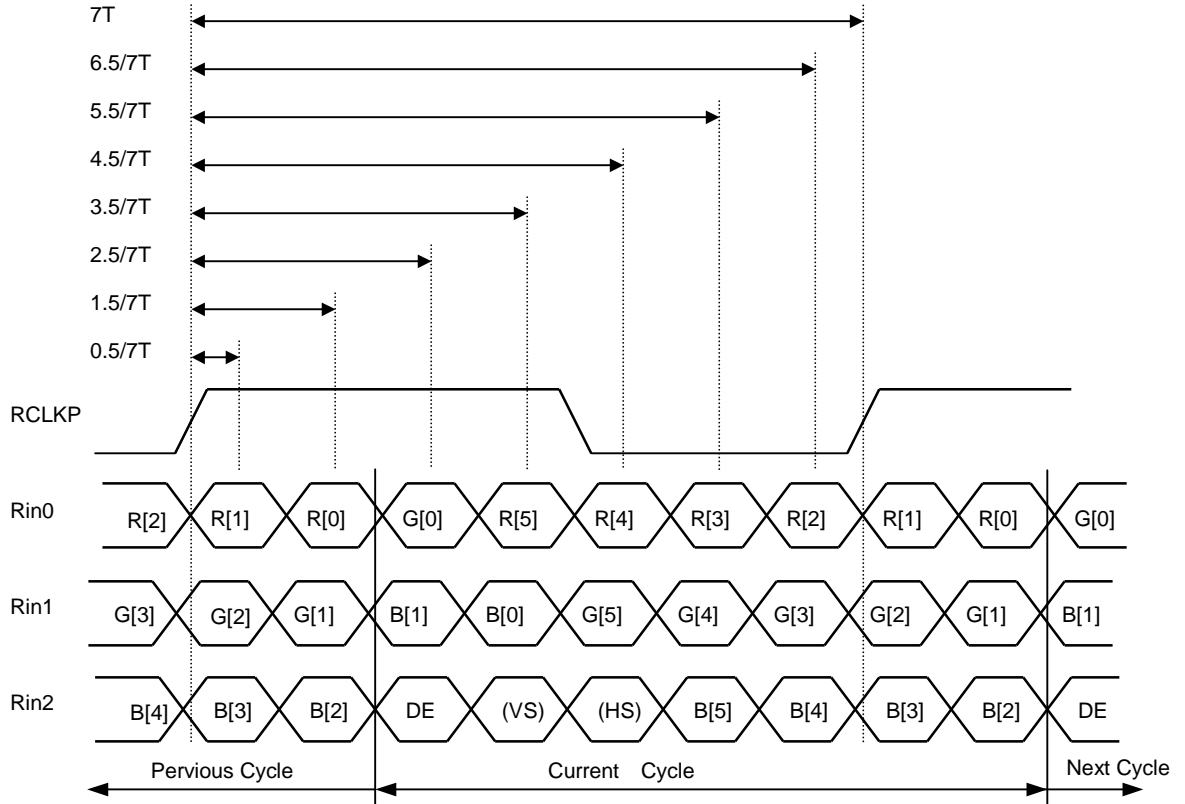 7T
6.5/7T
5.5/7T
4.5/7T
3.5/7T
2.5/7T
1.5/7T
0.5/7T
RCLKP
Rin0 R[2] R[1] R[0] G[0] R[5] R[4] R[3] R[2] R[1] R[0] G[0]
Rin1 G[3] G[2] G[1] B[1] B[0] G[5] G[4] G[3] G[2] G[1] B[1]
Rin2 B[4] B[3] B[2] DE (VS) (HS) B[5] B[4] B[3] B[2] DE
Pervious Cycle Current Cycle Next Cycle